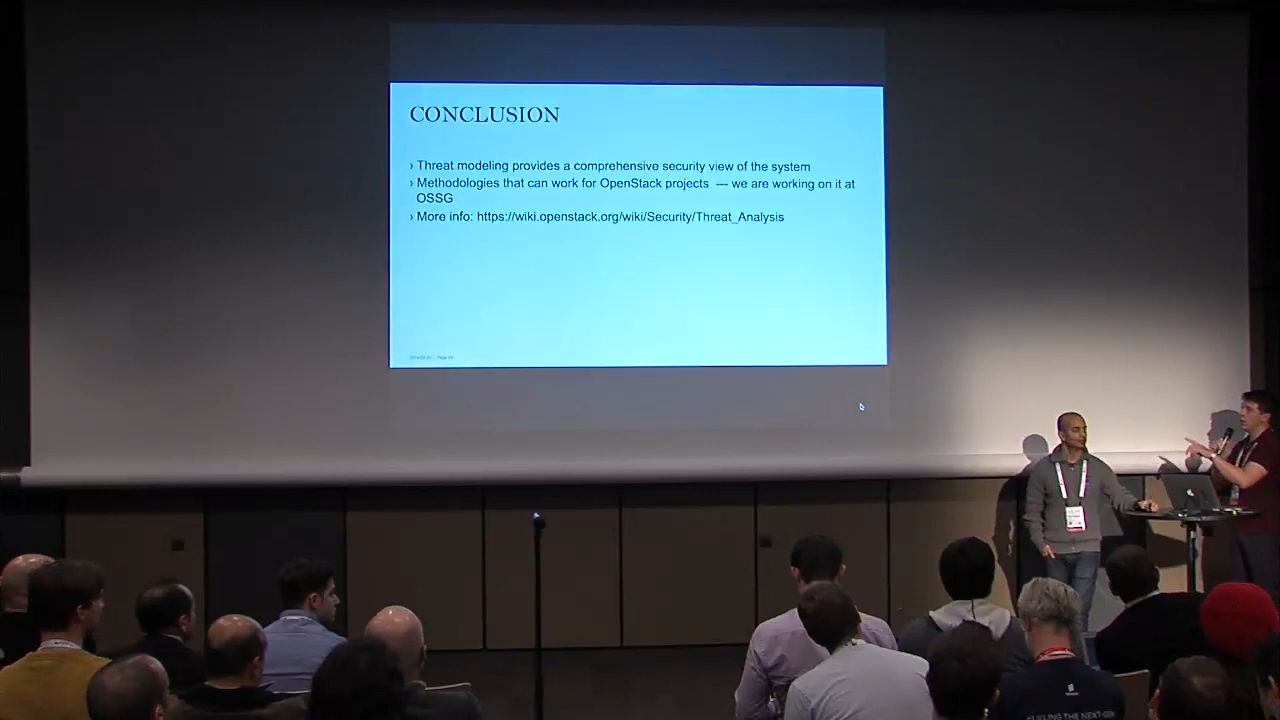 CONCLUSION
› Threat modeling provides a comprehensive security view of the system
› Methodologies that can work for OpenStack projects --- we are working on it at
OSSG
› More info: https://wiki.openstack.org/wiki/Security/Threat_Analysis